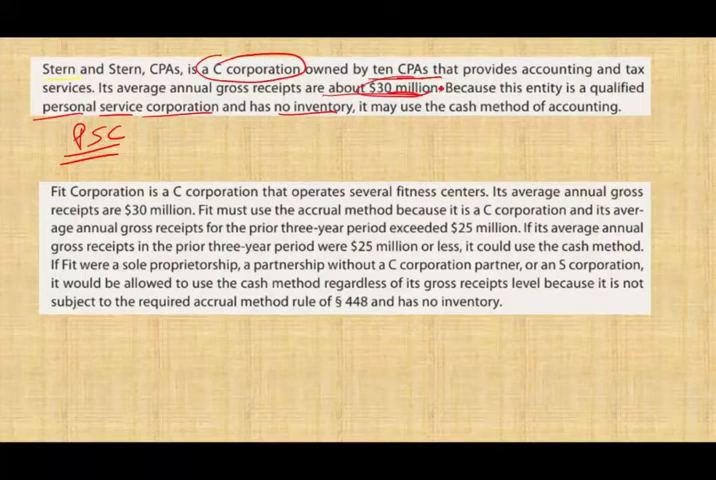 Stern and Stern, CPAs, is a C corporation owned by ten CPAs that provides accounting and tax
services. Its average annual gross receipts are about $30 million. Because this entity is a qualified
personal service corporation and has no inventory, it may use the cash method of accounting.
PSC
Fit Corporation is a C corporation that operates several fitness centers. Its average annual gross
receipts are $30 million. Fit must use the accrual method because it is a C corporation and its aver-
age annual gross receipts for the prior three-year period exceeded $25 million. If its average annual
gross receipts in the prior three-year period were $25 million or less, it could use the cash method.
If Fit were a sole proprietorship, a partnership without a C corporation partner, or an S corporation,
it would be allowed to use the cash method regardless of its gross receipts level because it is not
subject to the required accrual method rule of § 448 and has no inventory.